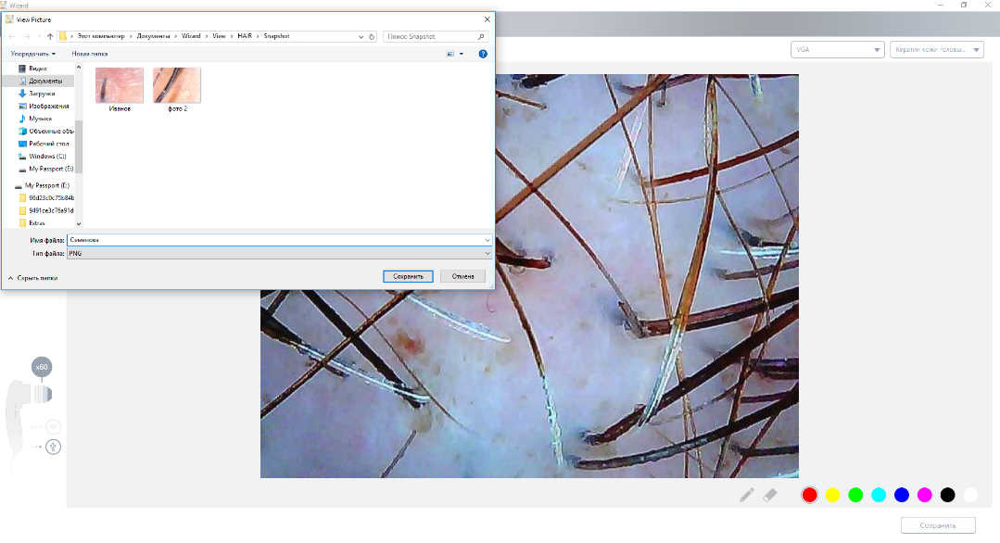 Wizard
View Picture
Этот компьютер > Документы > Wizard > View > HAIR > Snapshot
Поиск: Snapshot
Упорядочить
Новая папка
VGA
Кератин кожи головы...
Видео
Документы
Загрузки
Изображения
Музыка
Объемные объ
Рабочий стол
Windows (C:)
My Passport (E:)
My Passport (E:)
96d23c0c75b84b
9491ce3c76a91d
Extras
Иванов
фото 2
Имя файла: Семенова
Тип файла: PNG
Скрыть папки
Сохранить
Отмена
x60
Сохранить